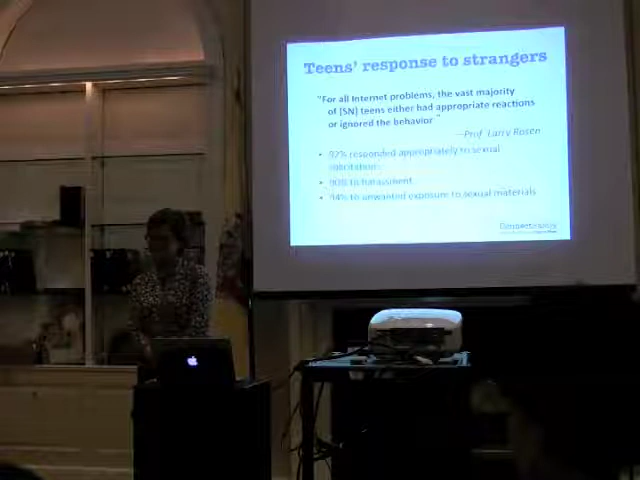 Teens' response to strangers
"For all Internet problems, the vast majority
of [SN] teens either had appropriate reactions
or ignored the behavior."
—Prof. Larry Rosen
• 92% responded appropriately to sexual
solicitation
• 90% to harassment
• 94% to unwanted exposure to sexual materials